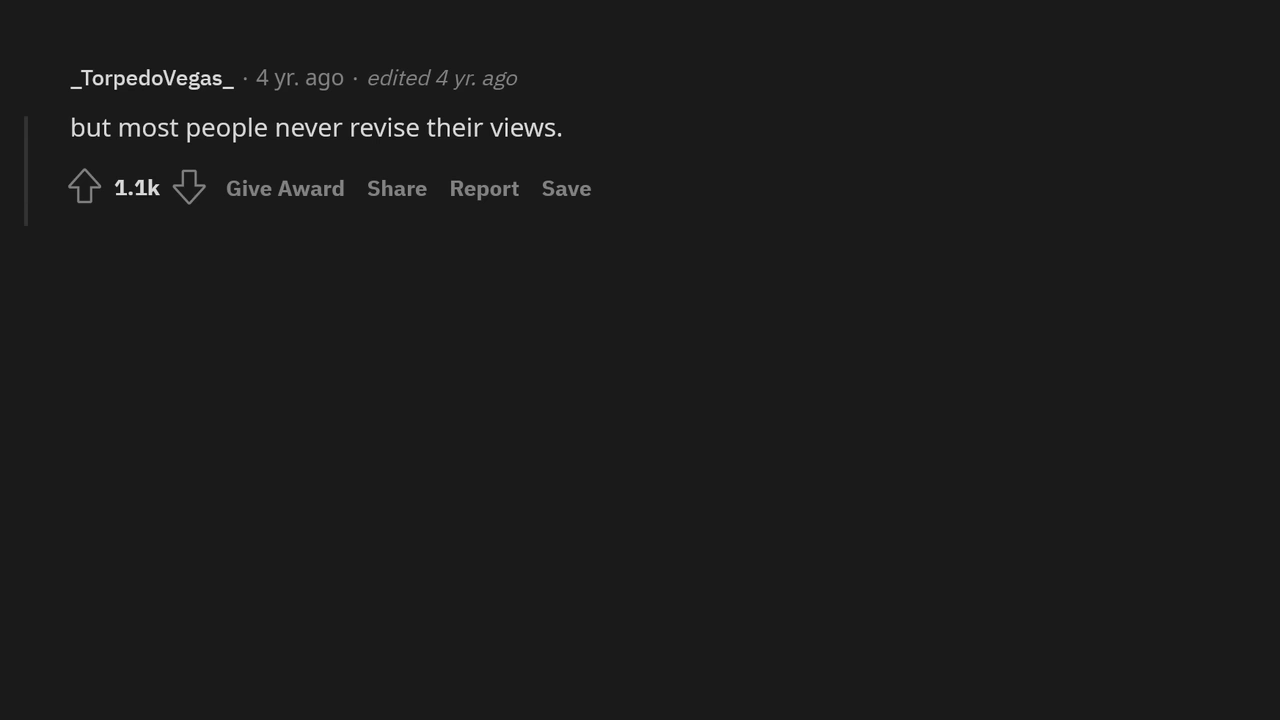 _TorpedoVegas_ · 4 yr. ago · edited 4 yr. ago
but most people never revise their views.
1.1k Give Award Share Report Save